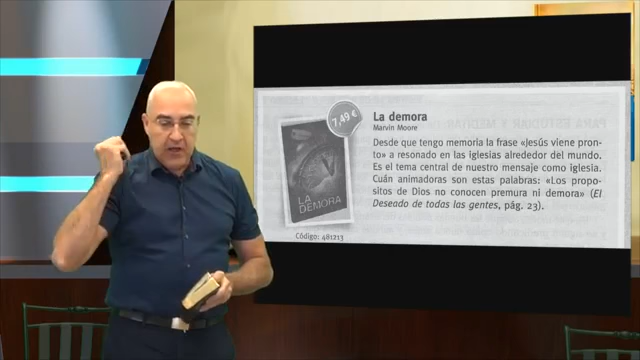 7,49 €
La demora
Marvin Moore
Desde que tengo memoria la frase «Jesús viene pron-
to» a resonado en las iglesias alrededor del mundo.
Es el tema central de nuestro mensaje como iglesia.
Cuán animadoras son estas palabras: «Los propo-
sitos de Dios no conocen premura ni demora» (El
Deseado de todas las gentes, pág. 23).
LA
DEMORA
Código: 481213